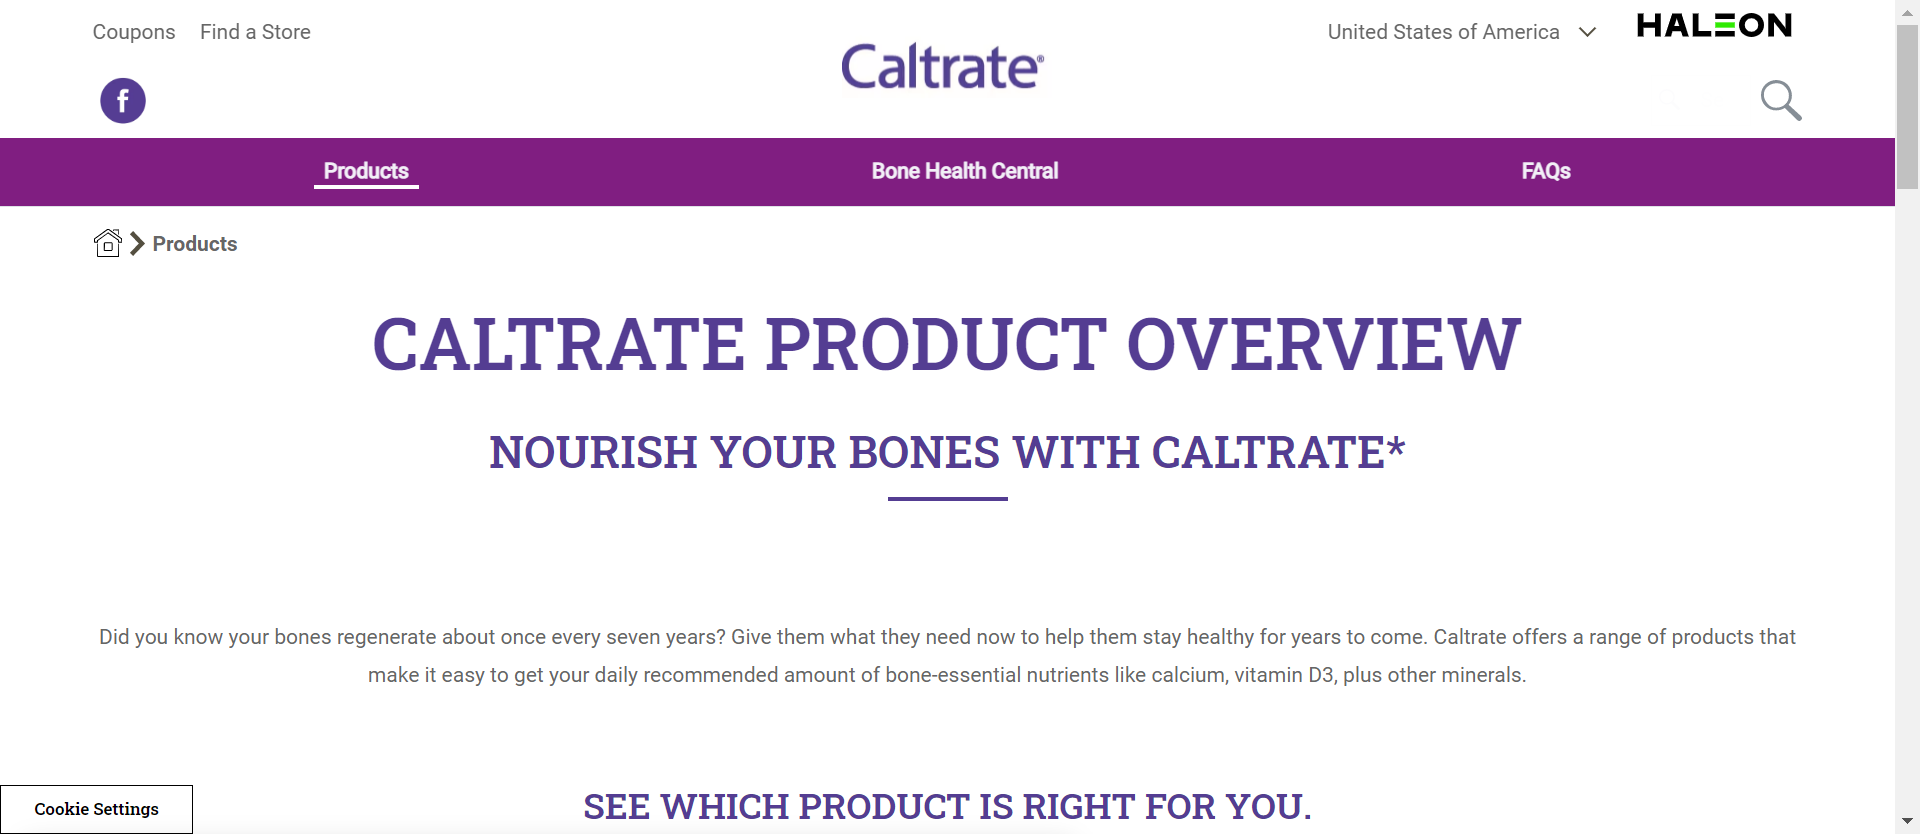 Coupons Find a Store
United States of America
HALEON
Caltrate®
f
Products Bone Health Central FAQs
Products
CALTRATE PRODUCT OVERVIEW
NOURISH YOUR BONES WITH CALTRATE*
Did you know your bones regenerate about once every seven years? Give them what they need now to help them stay healthy for years to come. Caltrate offers a range of products that
make it easy to get your daily recommended amount of bone-essential nutrients like calcium, vitamin D3, plus other minerals.
SEE WHICH PRODUCT IS RIGHT FOR YOU.
Cookie Settings